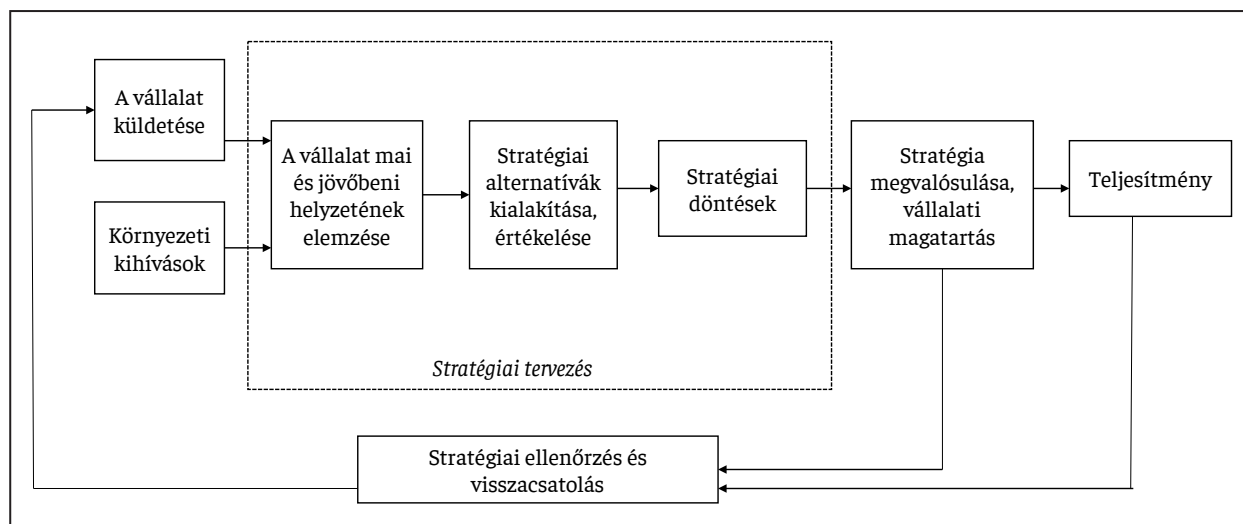 A vállalat
küldetése
Környezeti
kihívások
A vállalat mai
és jövőbeni
helyzetének
elemzése
Stratégiai
alternatívák
kialakítása,
értékelése
Stratégiai
döntések
Stratégia
megvalósulása,
vállalati
magatartás
Teljesítmény
Stratégiai tervezés
Stratégiai ellenőrzés és
visszacsatolás